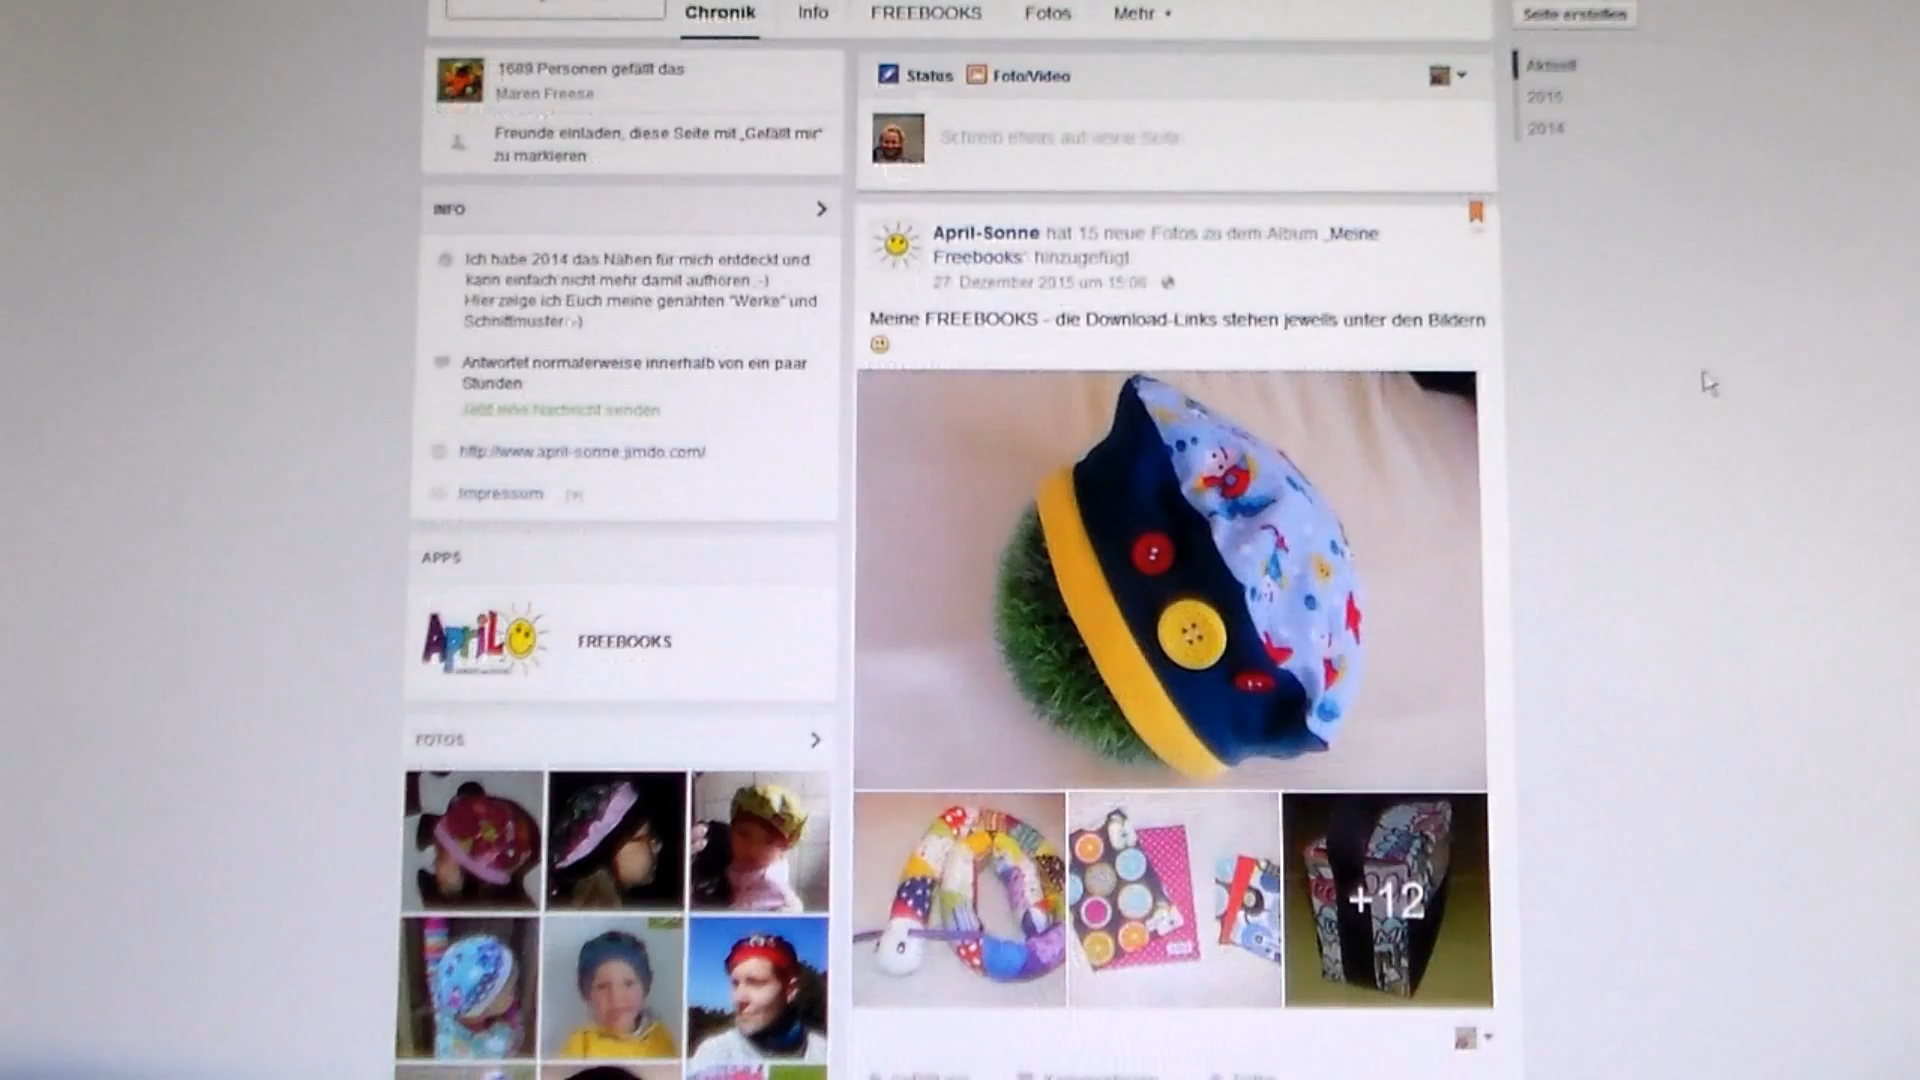 Chronik
Info
FREEBOOKS
Fotos
Mehr
Seite erstellen
1689 Personen gefällt das
Maren Freese
Freunde einladen, diese Seite mit „Gefällt mir“
zu markieren
INFO
Ich habe 2014 das Nähen für mich entdeckt und
kann einfach nicht mehr damit aufhören :-)
Hier zeige ich Euch meine genähten "Werke" und
Schnittmuster :-)
Antwortet normalerweise innerhalb von ein paar
Stunden
Jetzt eine Nachricht senden
http://www.april-sonne.jimdo.com/
Impressum [?]
APPS
April
FREEBOOKS
FOTOS
Status
Foto/Video
Schreib etwas auf seiner Seite
April-Sonne hat 15 neue Fotos zu dem Album „Meine
Freebooks“ hinzugefügt.
27. Dezember 2015 um 15:06
Meine FREEBOOKS - die Download-Links stehen jeweils unter den Bildern
+12
Aktuell
2015
2014